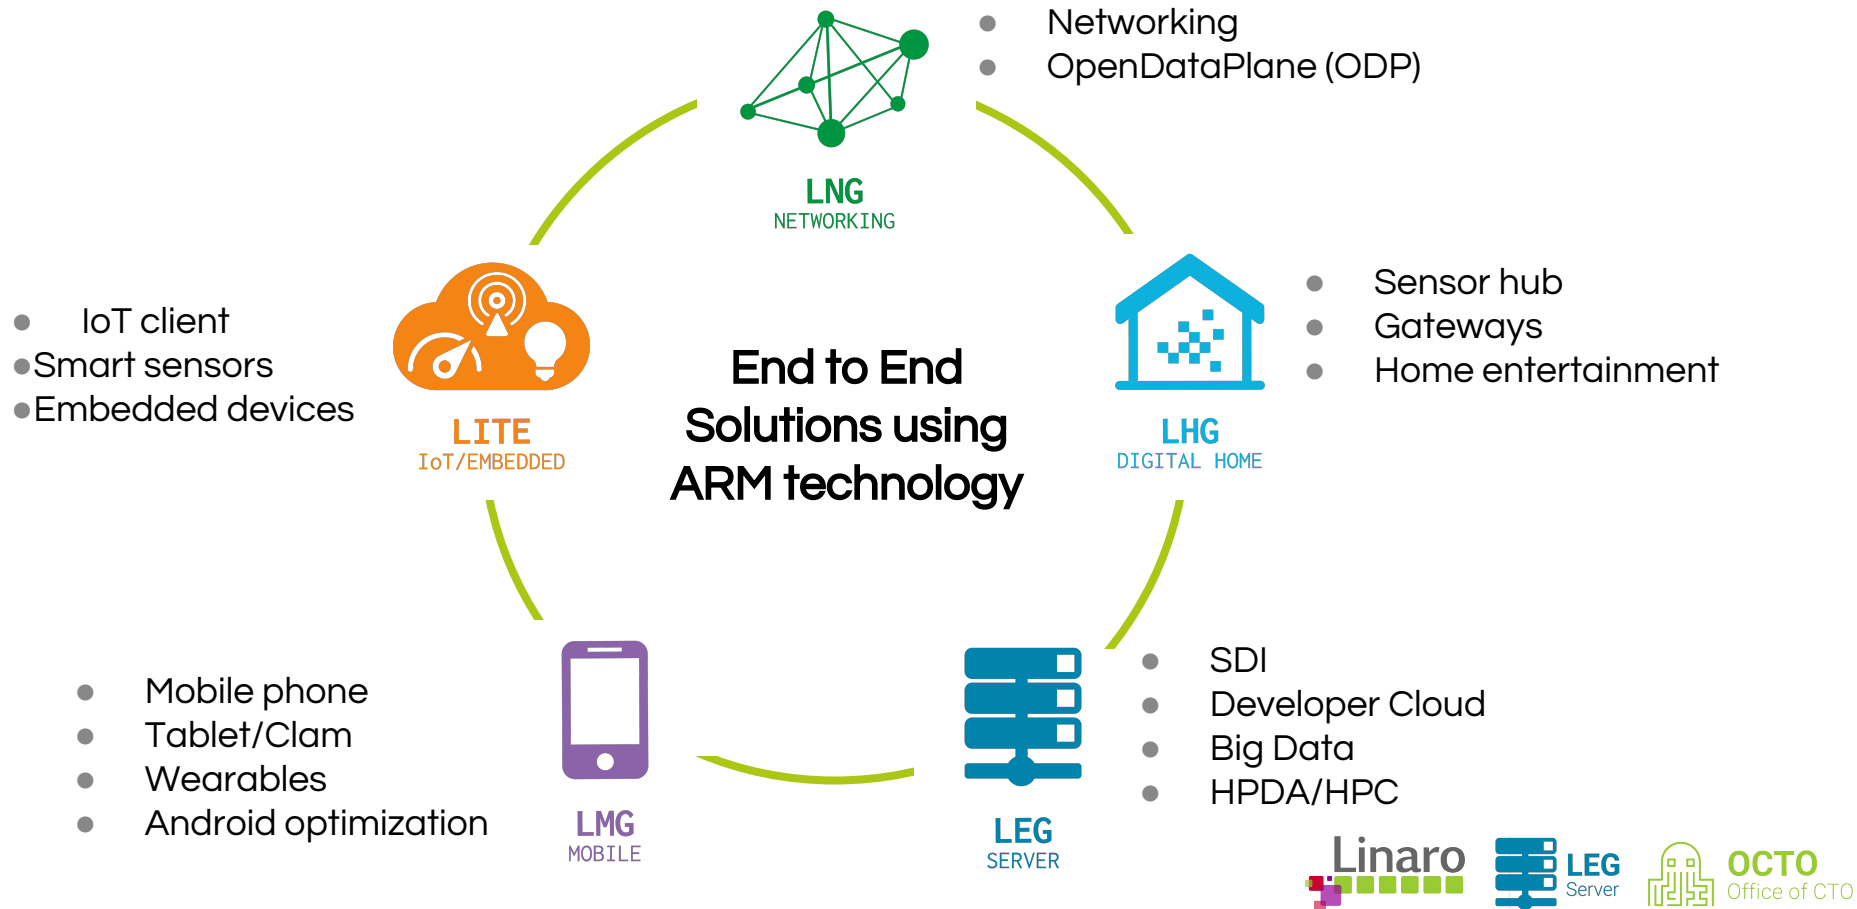 Networking
OpenDataPlane (ODP)
LNG
NETWORKING
IoT client
Smart sensors
Embedded devices
LITE
IoT/EMBEDDED
End to End
Solutions using
ARM technology
LHG
DIGITAL HOME
Sensor hub
Gateways
Home entertainment
Mobile phone
Tablet/Clam
Wearables
Android optimization
LMG
MOBILE
LEG
SERVER
SDI
Developer Cloud
Big Data
HPDA/HPC
Linaro
LEG
Server
OCTO
Office of CTO